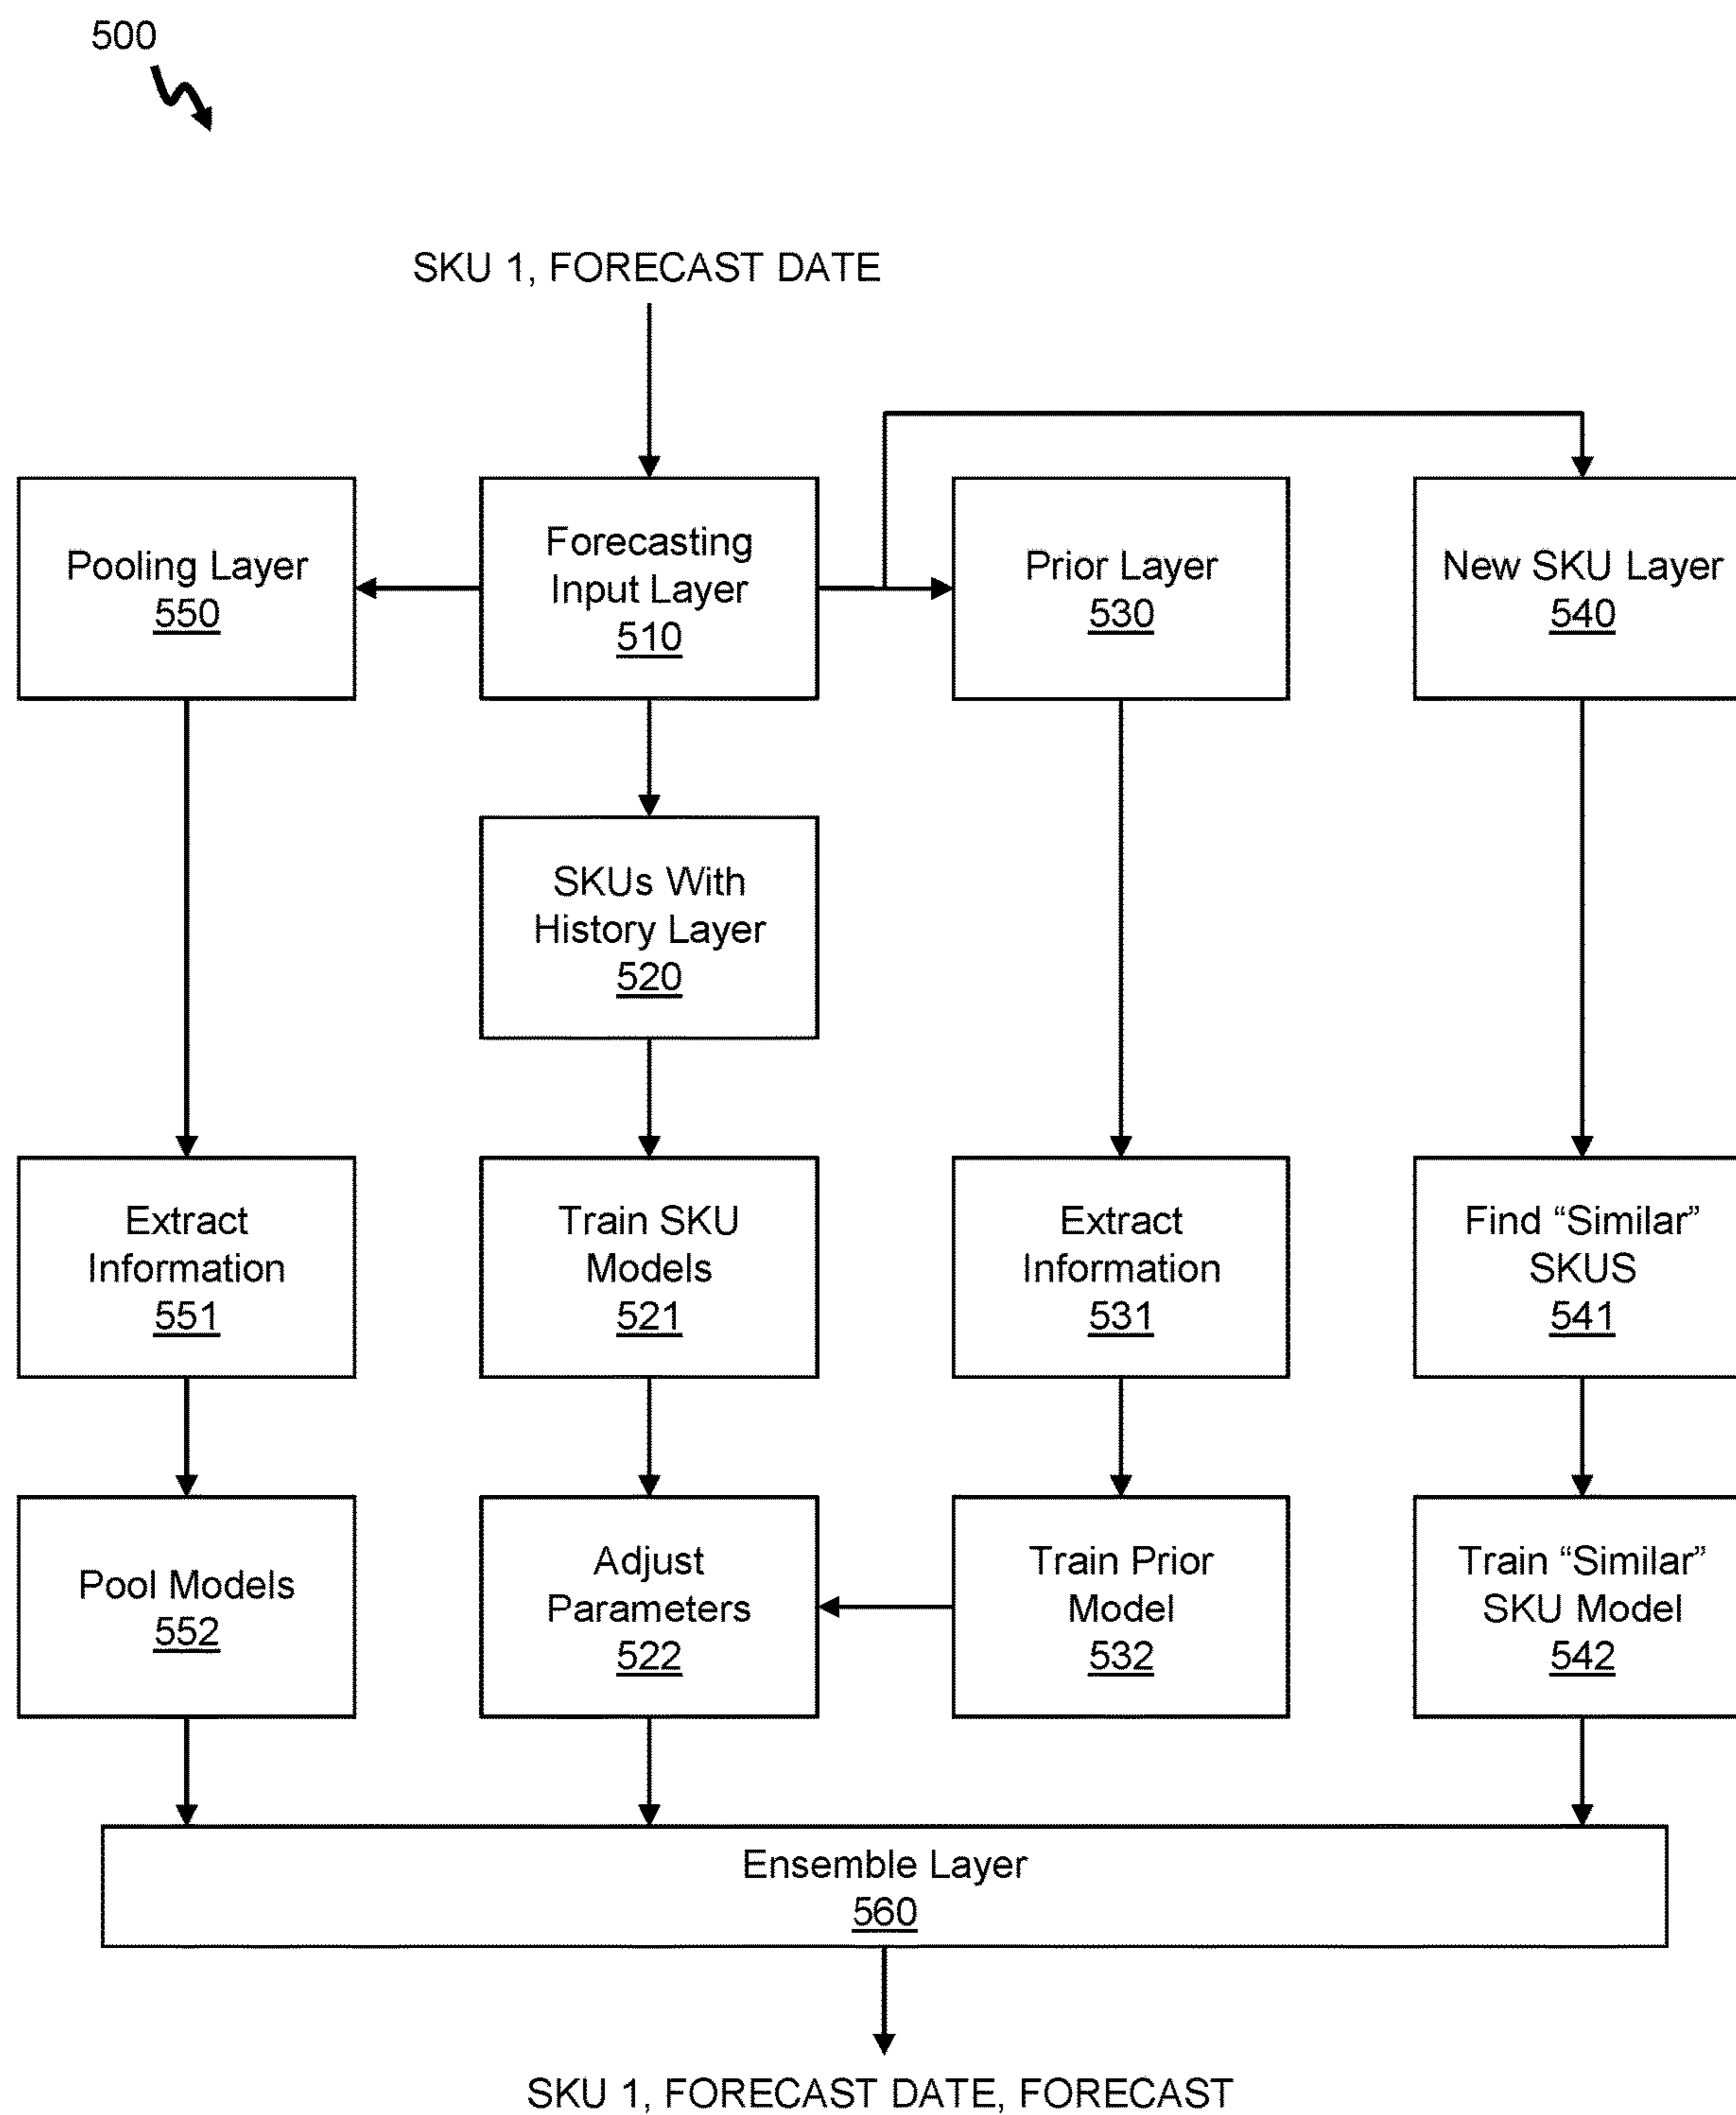 500
SKU 1, FORECAST DATE
Pooling Layer
550
Forecasting
Input Layer
510
Prior Layer
530
New SKU Layer
540
SKUs With
History Layer
520
Extract
Information
551
Train SKU
Models
521
Extract
Information
531
Find “Similar”
SKUS
541
Pool Models
552
Adjust
Parameters
522
Train Prior
Model
532
Train “Similar”
SKU Model
542
Ensemble Layer
560
SKU 1, FORECAST DATE, FORECAST